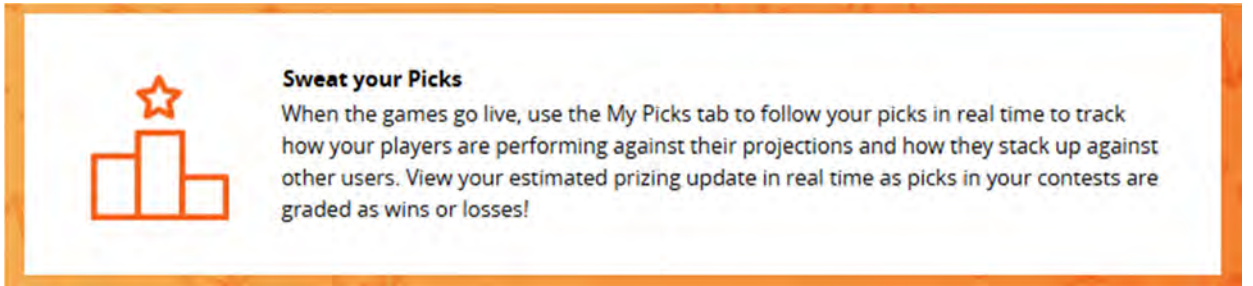 Sweat your Picks
When the games go live, use the My Picks tab to follow your picks in real time to track
how your players are performing against their projections and how they stack up against
other users. View your estimated prizing update in real time as picks in your contests are
graded as wins or losses!